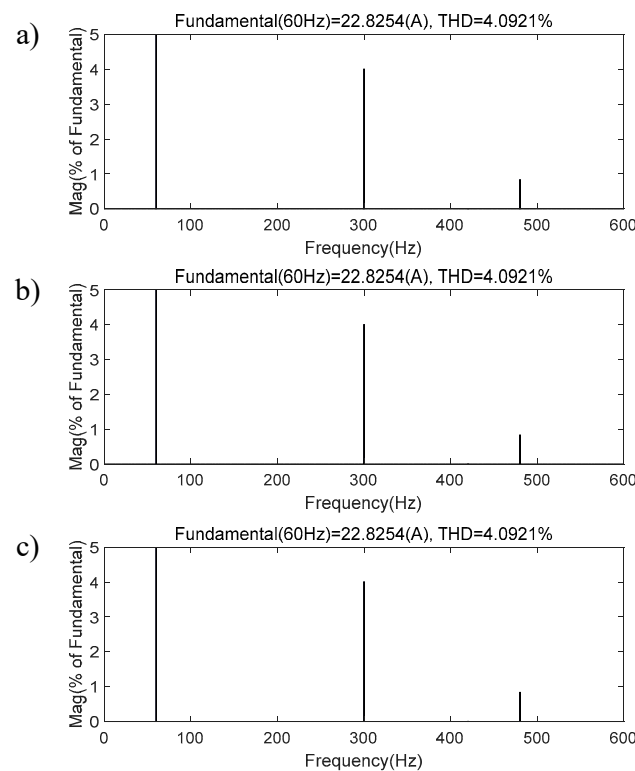 a)
Fundamental(60Hz)=22.8254(A), THD=4.0921%
Mag(% of Fundamental)
5
4
3
2
1
0
0 100 200 300 400 500 600
Frequency(Hz)
b)
Fundamental(60Hz)=22.8254(A), THD=4.0921%
Mag(% of Fundamental)
5
4
3
2
1
0
0 100 200 300 400 500 600
Frequency(Hz)
c)
Fundamental(60Hz)=22.8254(A), THD=4.0921%
Mag(% of Fundamental)
5
4
3
2
1
0
0 100 200 300 400 500 600
Frequency(Hz)